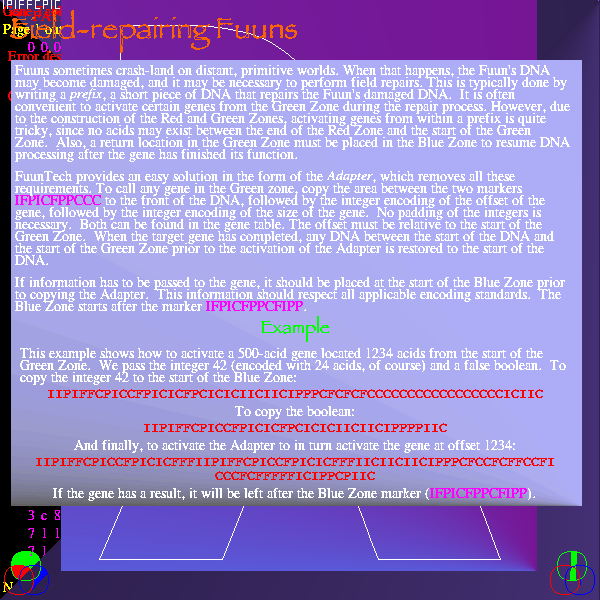 IPIFFCPIC
Field-repairing Fuuns
Page
our
0 0,0
Error des
Fuuns sometimes crash-land on distant, primitive worlds. When that happens, the Fuun's DNA
may become damaged, and it may be necessary to perform field repairs. This is typically done by
writing a prefix, a short piece of DNA that repairs the Fuun's damaged DNA. It is often
convenient to activate certain genes from the Green Zone during the repair process. However, due
to the construction of the Red and Green Zones, activating genes from within a prefix is quite
tricky, since no acids may exist between the end of the Red Zone and the start of the Green
Zone. Also, a return location in the Green Zone must be placed in the Blue Zone to resume DNA
processing after the gene has finished its function.
FuunTech provides an easy solution in the form of the Adapter, which removes all these
requirements. To call any gene in the Green zone, copy the area between the two markers
IFPICFPPCCC to the front of the DNA, followed by the integer encoding of the offset of the
gene, followed by the integer encoding of the size of the gene. No padding of the integers is
necessary. Both can be found in the gene table. The offset must be relative to the start of the
Green Zone. When the target gene has completed, any DNA between the start of the DNA and
the start of the Green Zone prior to the activation of the Adapter is restored to the start of the
DNA.
If information has to be passed to the gene, it should be placed at the start of the Blue Zone prior
to copying the Adapter. This information should respect all applicable encoding standards. The
Blue Zone starts after the marker IFPICFPPCFIPP.
Example
This example shows how to activate a 500-acid gene located 1234 acids from the start of the
Green Zone. We pass the integer 42 (encoded with 24 acids, of course) and a false boolean. To
copy the integer 42 to the start of the Blue Zone:
IIPIFFCPICCFPICICFPCICICIICIICIPPPCFCFCFCCCCCCCCCCCCCCCCCICIIC
To copy the boolean:
IIPIFFCPICCFPICICFPCICICIICIICIPPPPIIC
And finally, to activate the Adapter to in turn activate the gene at offset 1234:
IIPIFFCPICCFPICICFFFIIPIFFCPICCFPICICFFFIICIICIICIPPPCFCCFCFFCCFI
CCCFCFFFFFICIPPCPIIC
If the gene has a result, it will be left after the Blue Zone marker (IFPICFPPCFIPP).
3 c 8
7 1 1
7 1
N